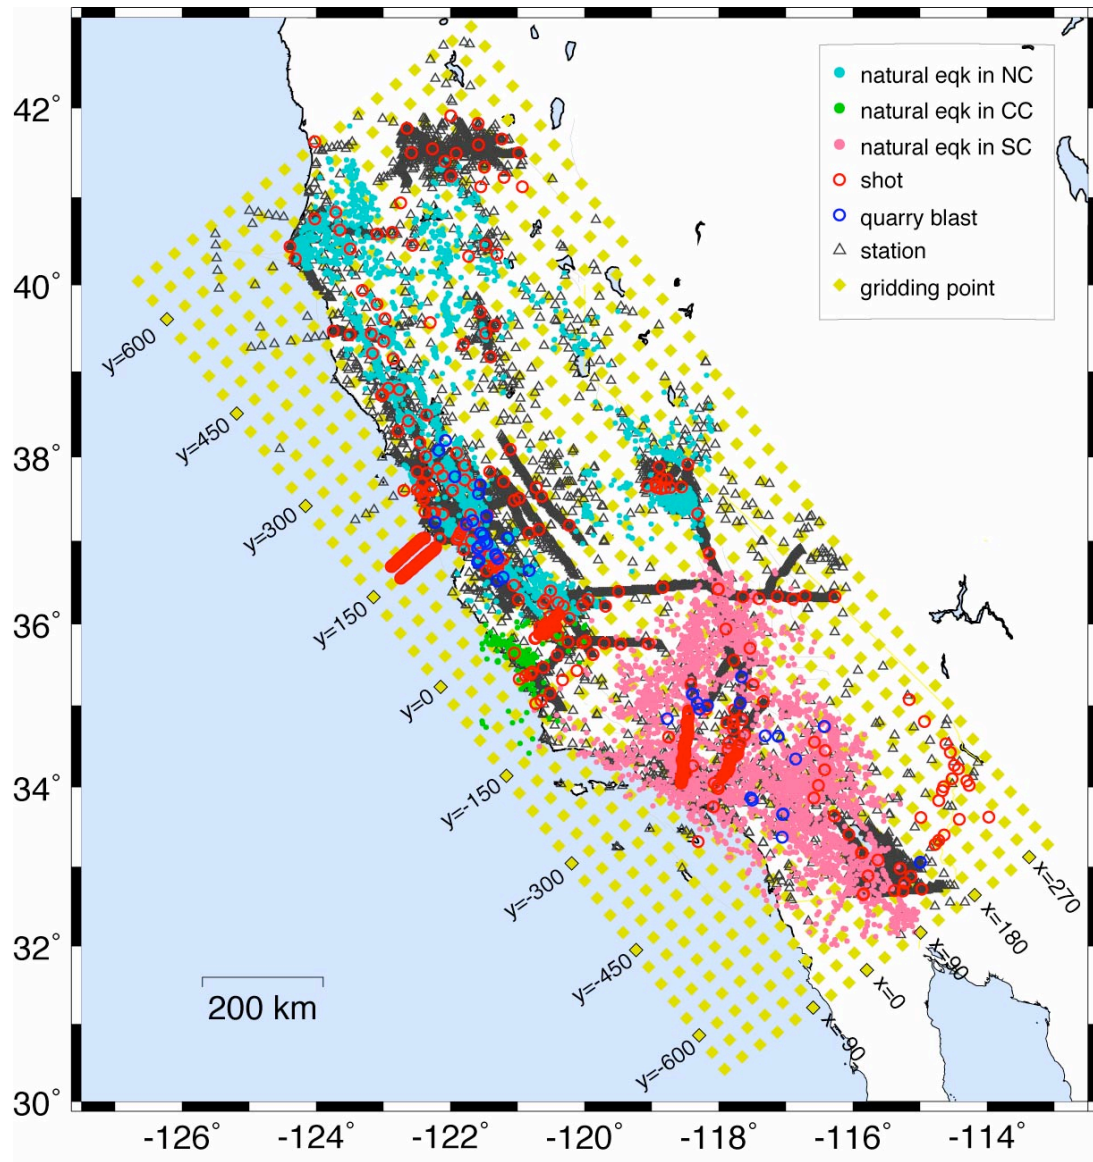 natural eqk in NC
natural eqk in CC
natural eqk in SC
shot
quarry blast
station
gridding point
42°
40°
38°
36°
34°
32°
30°
y=600
y=450
y=300
y=150
y=0
y=-150
y=-300
y=-450
y=-600
x=270
x=180
x=90
x=0
x=-90
200 km
-126° -124° -122° -120° -118° -116° -114°